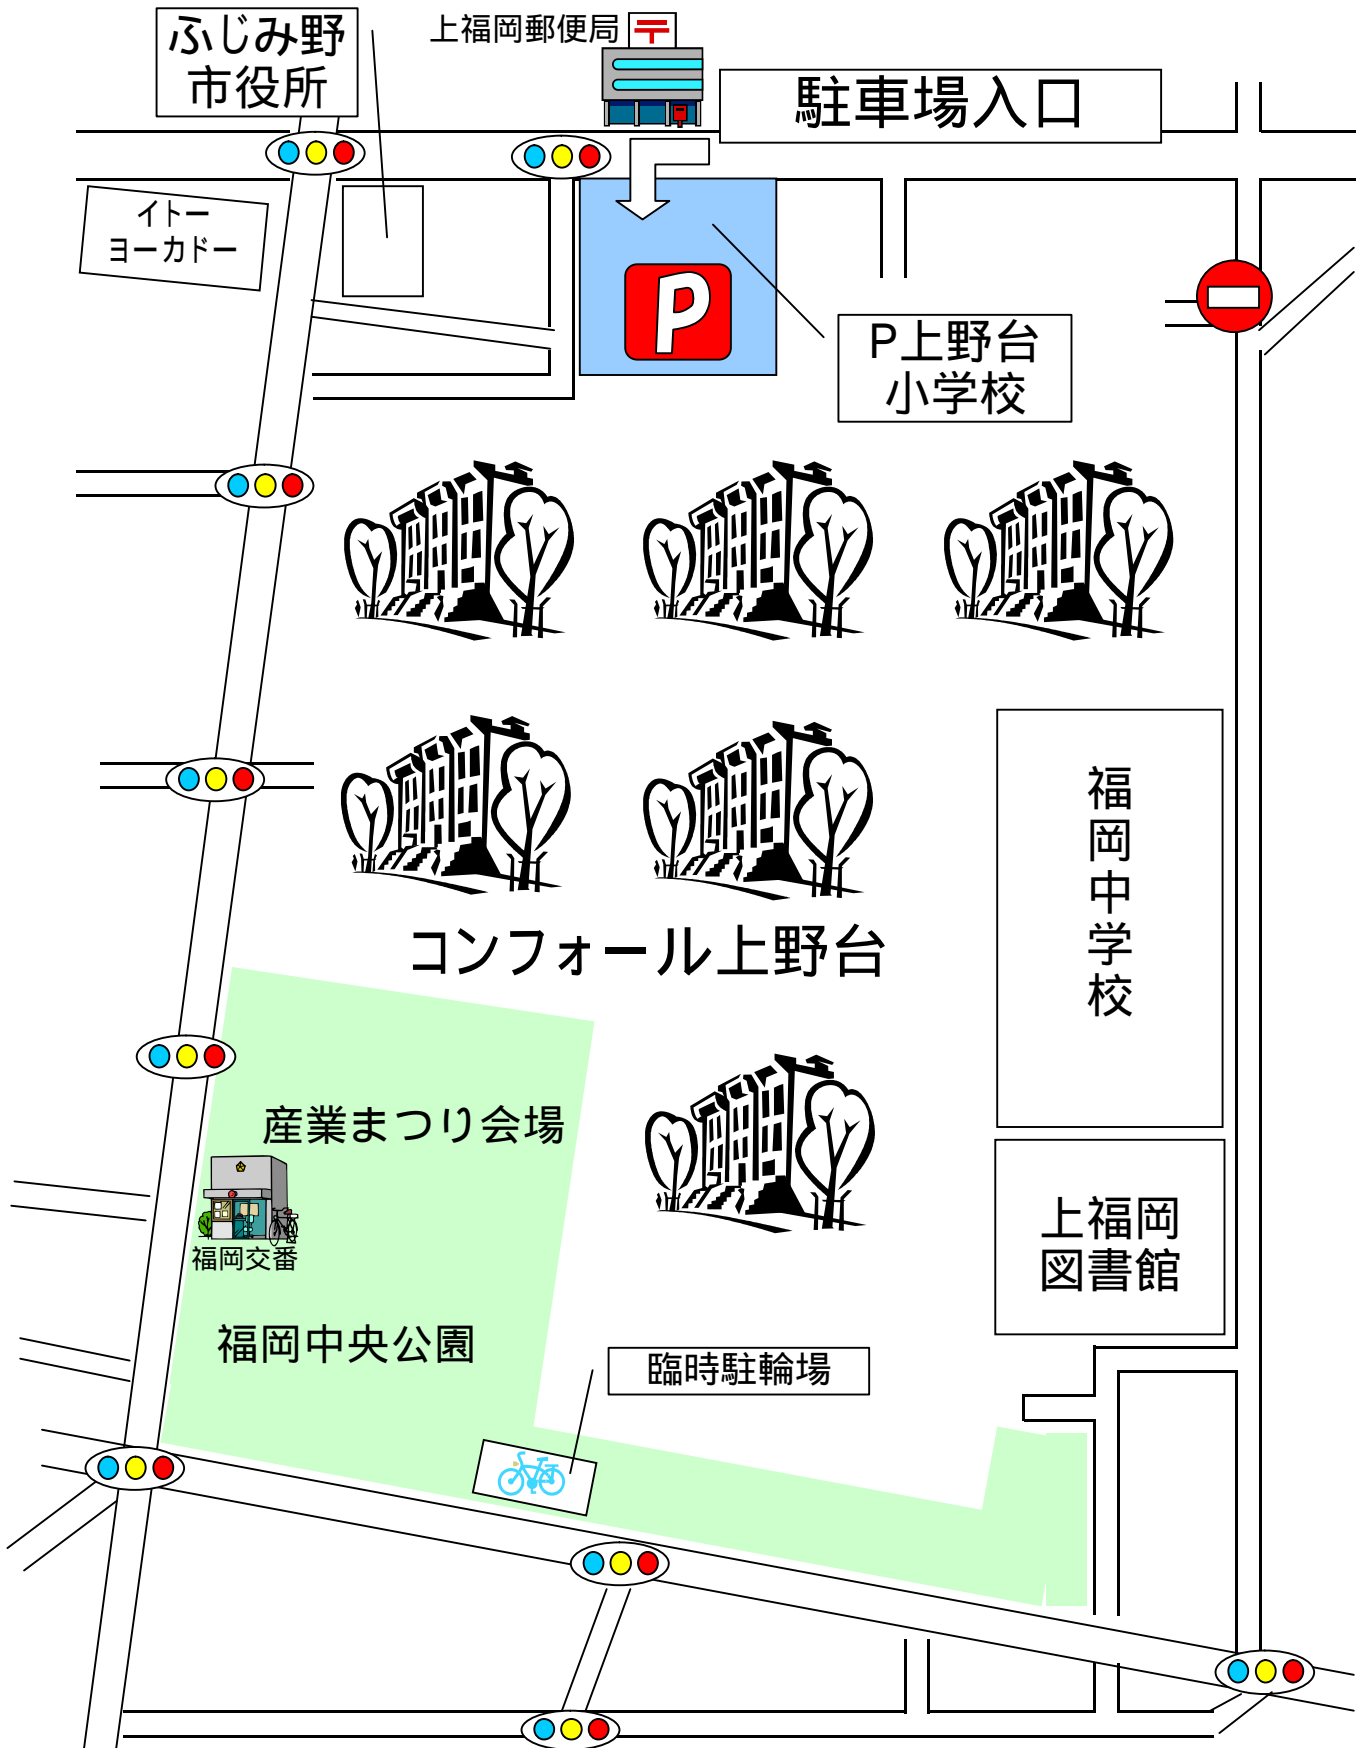 ふじみ野
市役所
上福岡郵便局
〒
駐車場入口
イトー
ヨーカドー
P
P上野台
小学校
コンフォール上野台
福岡中学校
産業まつり会場
福岡交番
上福岡
図書館
福岡中央公園
臨時駐輪場